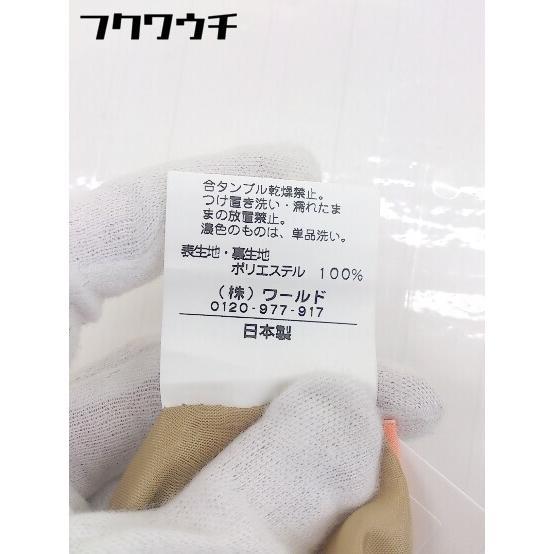 フクワウチ
合タンブル乾燥禁止。
つけ置き洗い・濡れたま
まの放置禁止。
濃色のものは、単品洗い。
表生地・裏生地
ポリエステル 100%
(株)ワールド
0120-977-917
日本製